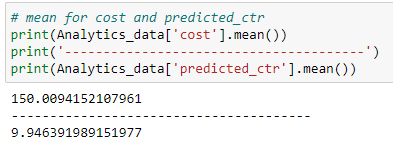 # mean for cost and predicted_ctr
print(Analytics_data['cost'].mean())
print('--------------------------------------')
print(Analytics_data['predicted_ctr'].mean())
150.0094152107961
--------------------------------------
9.946391989151977